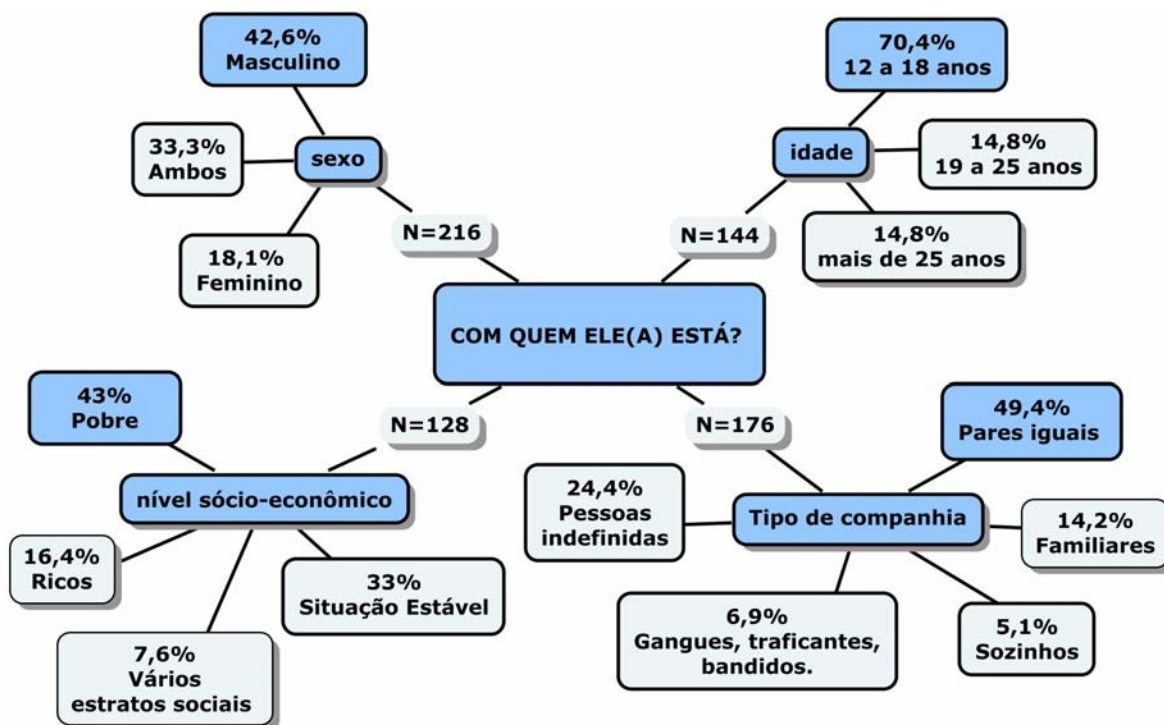 42,6%
Masculino
33,3%
Ambos
sexo
18,1%
Feminino
N=216
70,4%
12 a 18 anos
idade
14,8%
19 a 25 anos
14,8%
mais de 25 anos
N=144
COM QUEM ELE(A) ESTÁ?
43%
Pobre
N=128
nível sócio-econômico
16,4%
Ricos
33%
Situação Estável
7,6%
Vários
estratos sociais
N=176
49,4%
Pares iguais
24,4%
Pessoas
indefinidas
Tipo de companhia
14,2%
Familiares
6,9%
Gangues, traficantes,
bandidos.
5,1%
Sozinhos